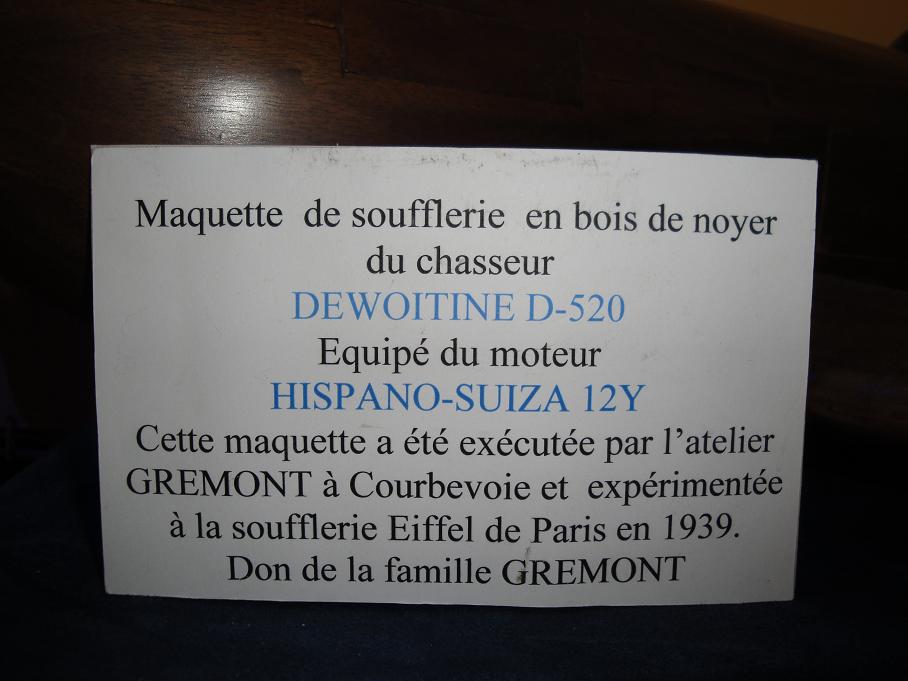 Maquette de soufflerie en bois de noyer
du chasseur
DEWOITINE D-520
Equipé du moteur
HISPANO-SUIZA 12Y
Cette maquette a été exécutée par l'atelier
GREMONT à Courbevoie et expérimentée
à la soufflerie Eiffel de Paris en 1939.
Don de la famille GREMONT